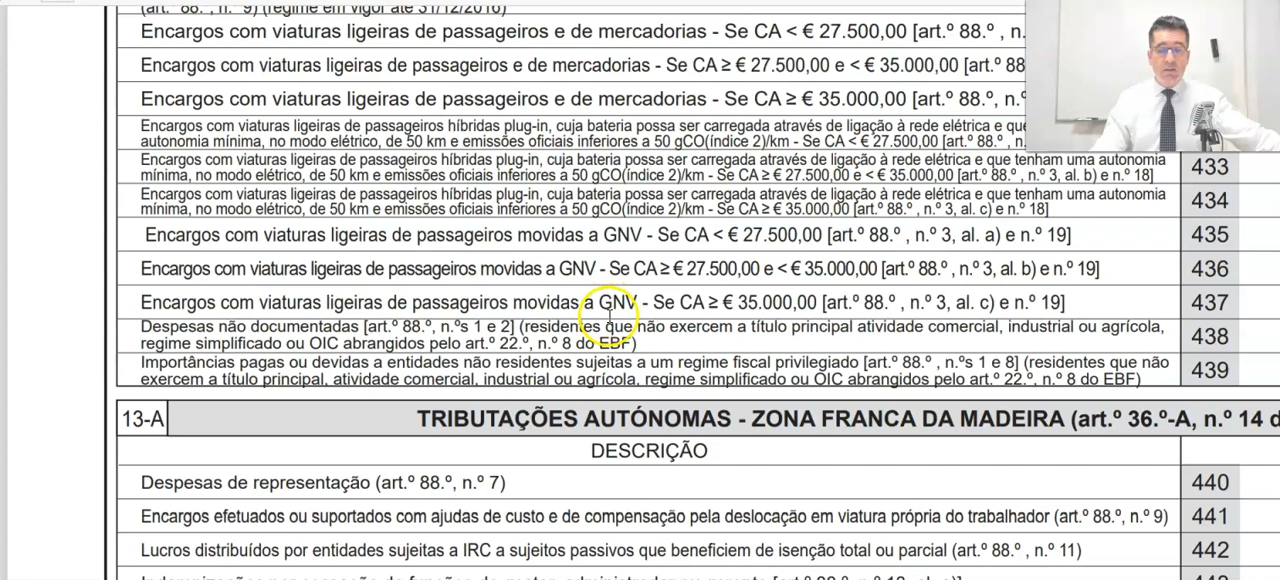 (art.º 88.º, n.º 9) (regime em vigor até 31/12/2016)
Encargos com viaturas ligeiras de passageiros e de mercadorias - Se CA < € 27.500,00 [art.º 88.º , n.º
Encargos com viaturas ligeiras de passageiros e de mercadorias - Se CA ≥ € 27.500,00 e < € 35.000,00 [art.º 88
Encargos com viaturas ligeiras de passageiros e de mercadorias - Se CA ≥ € 35.000,00 [art.º 88.º, n.º
Encargos com viaturas ligeiras de passageiros híbridas plug-in, cuja bateria possa ser carregada através de ligação à rede elétrica e que
autonomia mínima, no modo elétrico, de 50 km e emissões oficiais inferiores a 50 gCO(índice 2)/km - Se CA < € 27.500,00 [art.º 88.º, n.
Encargos com viaturas ligeiras de passageiros híbridas plug-in, cuja bateria possa ser carregada através de ligação à rede elétrica e que tenham uma autonomia
mínima, no modo elétrico, de 50 km e emissões oficiais inferiores a 50 gCO(índice 2)/km - Se CA ≥ € 27.500,00 e < € 35.000,00 [art.º 88.º , n.º 3, al. b) e n.º 18]
433
Encargos com viaturas ligeiras de passageiros híbridas plug-in, cuja bateria possa ser carregada através de ligação à rede elétrica e que tenham uma autonomia
mínima, no modo elétrico, de 50 km e emissões oficiais inferiores a 50 gCO(índice 2)/km - Se CA ≥ € 35.000,00 [art.º 88.º , n.º 3, al. c) e n.º 18]
434
Encargos com viaturas ligeiras de passageiros movidas a GNV - Se CA < € 27.500,00 [art.º 88.º , n.º 3, al. a) e n.º 19]
435
Encargos com viaturas ligeiras de passageiros movidas a GNV - Se CA ≥ € 27.500,00 e < € 35.000,00 [art.º 88.º , n.º 3, al. b) e n.º 19]
436
Encargos com viaturas ligeiras de passageiros movidas a GNV - Se CA ≥ € 35.000,00 [art.º 88.º , n.º 3, al. c) e n.º 19]
437
Despesas não documentadas [art.º 88.º, n.ºs 1 e 2] (residentes que não exercem a título principal atividade comercial, industrial ou agrícola,
regime simplificado ou OIC abrangidos pelo art.º 22.º, n.º 8 do EBF)
438
Importâncias pagas ou devidas a entidades não residentes sujeitas a um regime fiscal privilegiado [art.º 88.º , n.ºs 1 e 8] (residentes que não
exercem a título principal, atividade comercial, industrial ou agrícola, regime simplificado ou OIC abrangidos pelo art.º 22.º, n.º 8 do EBF)
439
13-A
TRIBUTAÇÕES AUTÓNOMAS - ZONA FRANCA DA MADEIRA (art.º 36.º-A, n.º 14 d
DESCRIÇÃO
Despesas de representação (art.º 88.º, n.º 7)
440
Encargos efetuados ou suportados com ajudas de custo e de compensação pela deslocação em viatura própria do trabalhador (art.º 88.º, n.º 9)
441
Lucros distribuídos por entidades sujeitas a IRC a sujeitos passivos que beneficiem de isenção total ou parcial (art.º 88.º , n.º 11)
442